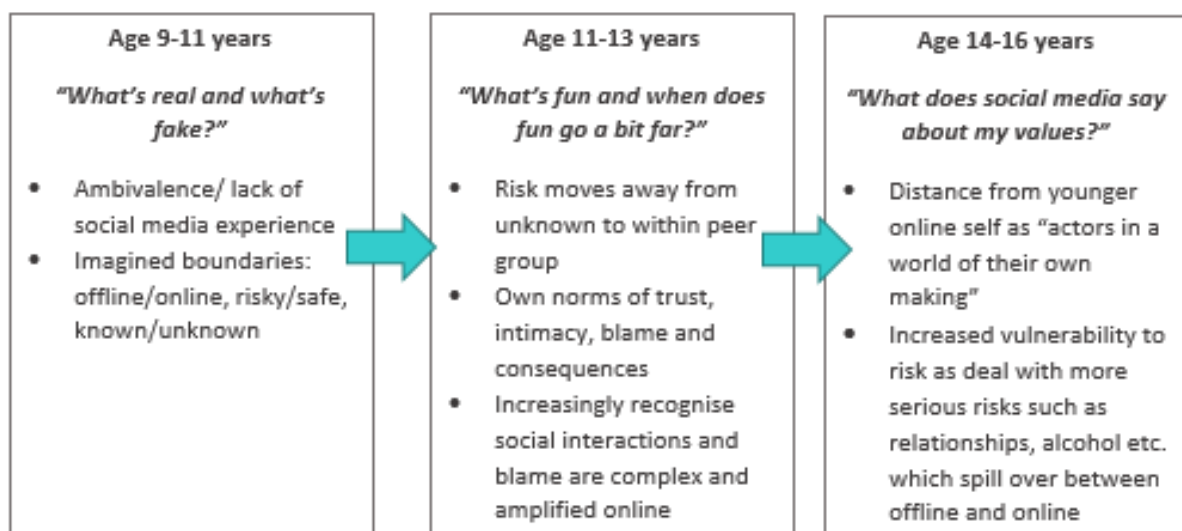 Age 9-11 years
“What’s real and what’s
fake?”
• Ambivalence/ lack of
social media experience
• Imagined boundaries:
offline/online, risky/safe,
known/unknown
Age 11-13 years
“What’s fun and when does
fun go a bit far?”
• Risk moves away from
unknown to within peer
group
• Own norms of trust,
intimacy, blame and
consequences
• Increasingly recognise
social interactions and
blame are complex and
amplified online
Age 14-16 years
“What does social media say
about my values?”
• Distance from younger
online self as “actors in a
world of their own
making”
• Increased vulnerability to
risk as deal with more
serious risks such as
relationships, alcohol etc.
which spill over between
offline and online